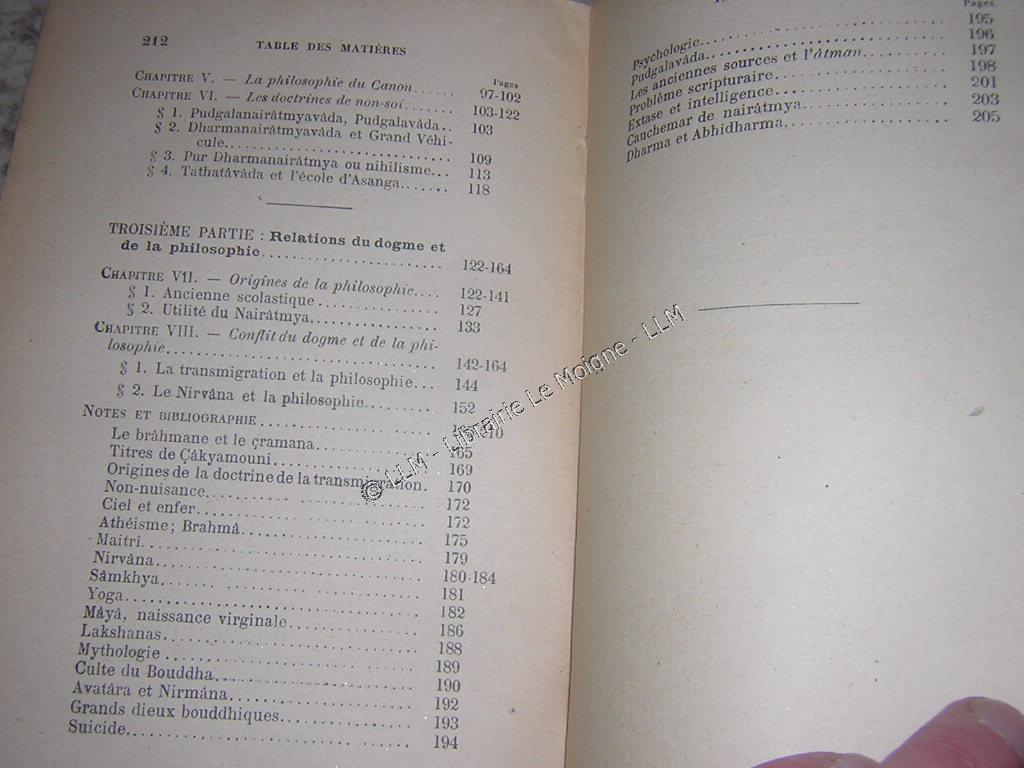 212 TABLE DES MATIÈRES
Pages
CHAPITRE V. — La philosophie du Canon...... 97-102
CHAPITRE VI. — Les doctrines de non-soi....... 103-122
§ 1. Pudgalanairâtmyavâda, Pudgalavâda.. 103
§ 2. Dharmanairâtmyavâda et Grand Véhi-
cule.............................. 109
§ 3. Pur Dharmanairâtmya ou nihilisme... 113
§ 4. Tathatâvâda et l'école d'Asanga....... 118
TROISIÈME PARTIE : Relations du dogme et
de la philosophie........................ 122-164
CHAPITRE VII. — Origines de la philosophie.... 122-141
§ 1. Ancienne scolastique............... 127
§ 2. Utilité du Nairâtmya................ 133
CHAPITRE VIII. — Conflit du dogme et de la phi-
losophie................................ 142-164
§ 1. La transmigration et la philosophie... 144
§ 2. Le Nirvâna et la philosophie......... 152
NOTES ET BIBLIOGRAPHIE......................
Le brâhmane et le çramana............... 165
Titres de Çâkyamouni.................... 169
Origines de la doctrine de la transmigration. 170
Non-nuisance............................ 172
Ciel et enfer........................... 172
Athéisme; Brahmâ........................ 175
Maitri.................................. 179
Nirvâna................................. 180-184
Sâmkhya................................. 181
Yoga.................................... 182
Mâyâ, naissance virginale............... 186
Lakshanas............................... 188
Mythologie.............................. 189
Culte du Bouddha........................ 190
Avatâra et Nirmâna...................... 192
Grands dieux bouddhiques................ 193
Suicide................................. 194
Pages.
Psychologie............................. 195
Pudgalavâda............................. 196
Les anciennes sources et l'âtman........ 197
Problème scripturaire................... 198
Extase et intelligence.................. 201
Cauchemar de nairâtmya.................. 203
Dharma et Abhidharma.................... 205
© LLM - Librairie Le Moigne - LLM